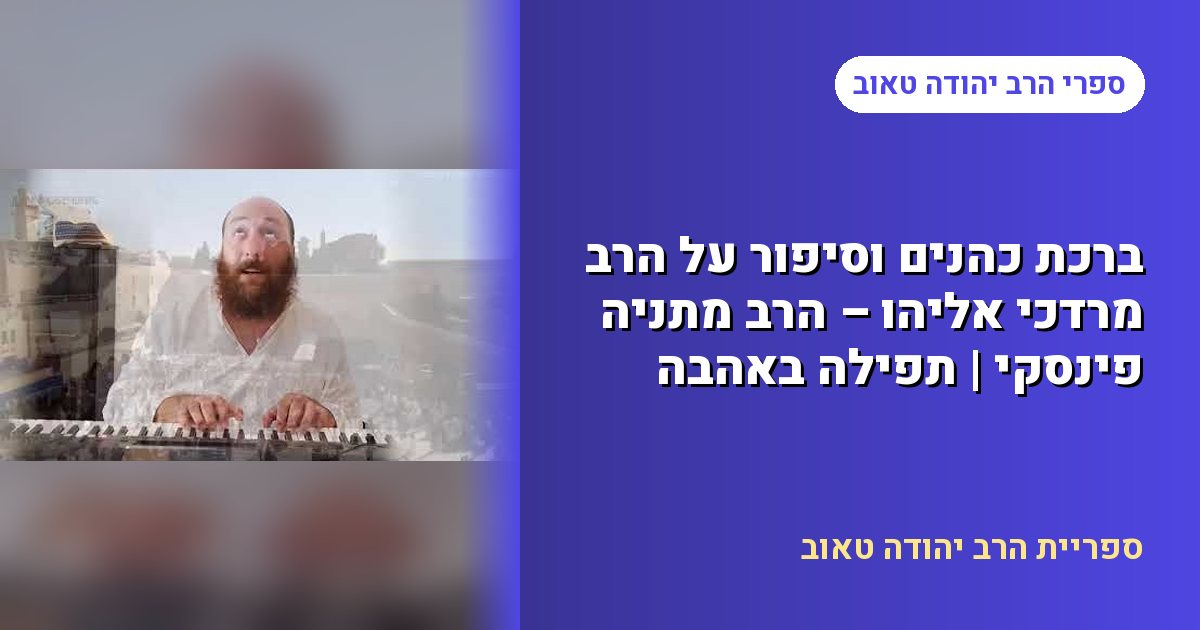 ספרי הרב יהודה טאוב
ברכת כהנים וסיפור על הרב
מרדכי אליהו – הרב מתניה
פינסקי | תפילה באהבה
ספריית הרב יהודה טאוב